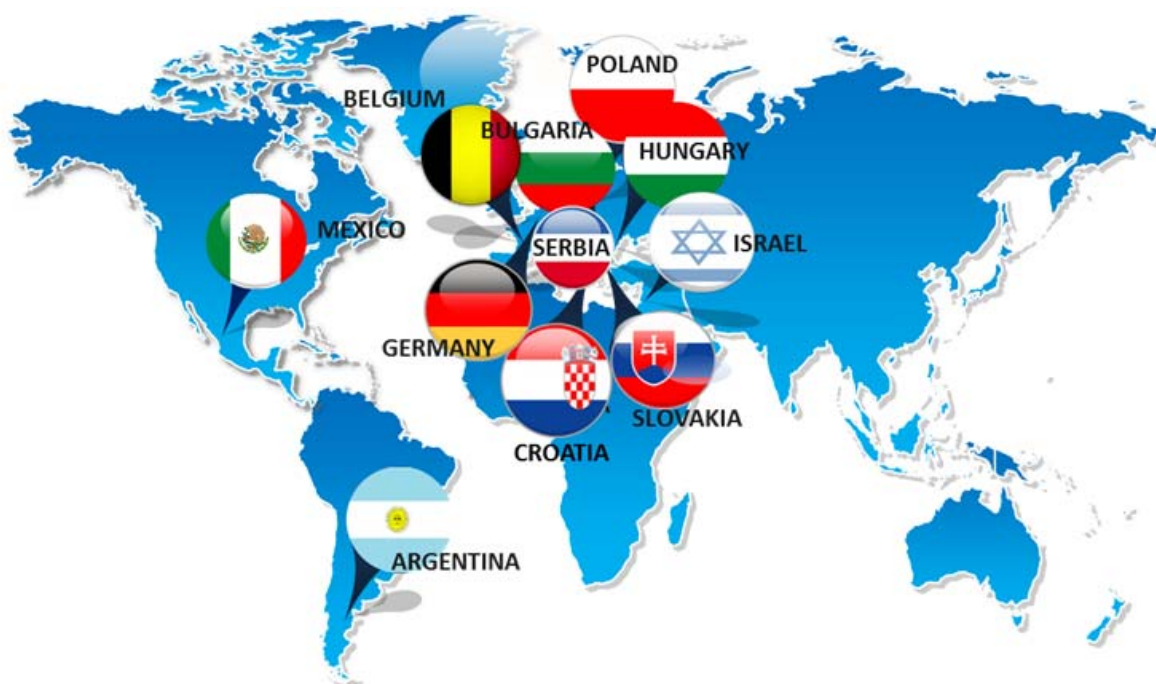 POLAND
BELGIUM
BULGARIA
HUNGARY
MEXICO
SERBIA
ISRAEL
GERMANY
SLOVAKIA
CROATIA
ARGENTINA